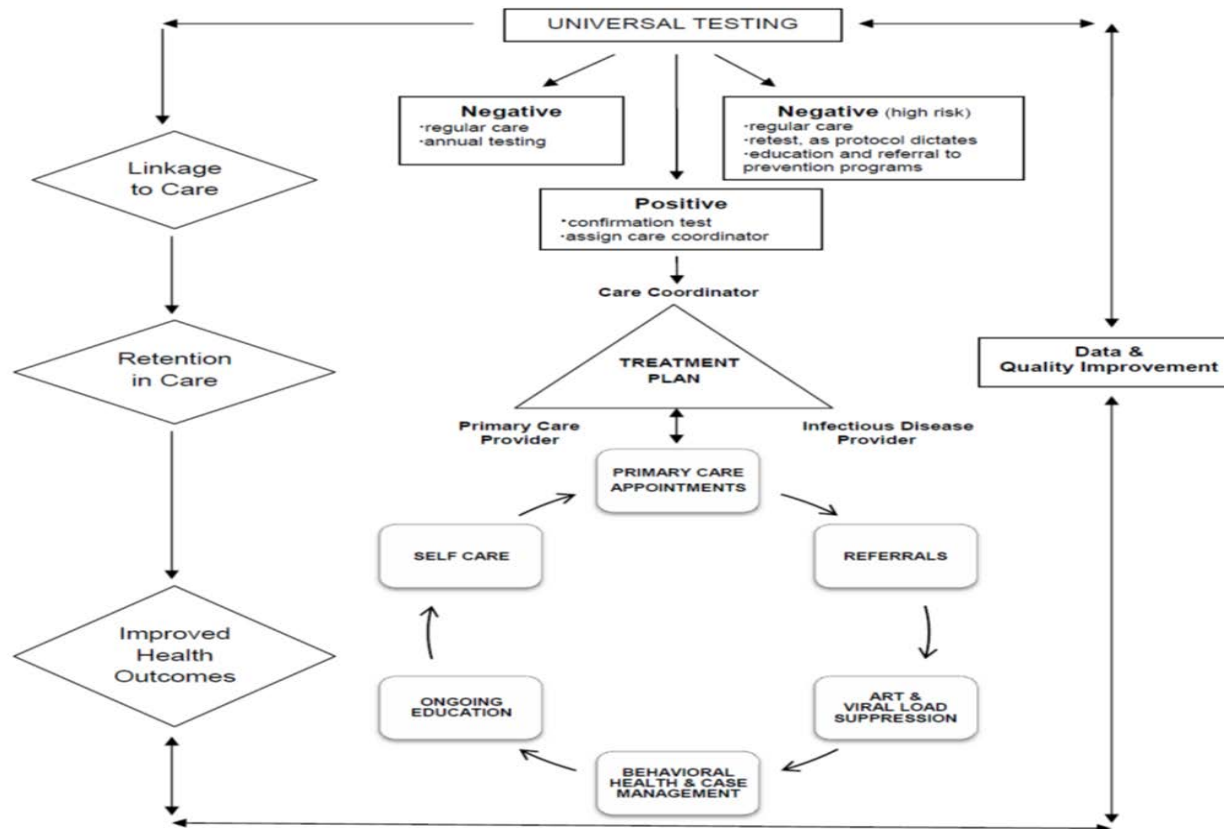 UNIVERSAL TESTING
Negative
·regular care
·annual testing
Negative (high risk)
·regular care
·retest, as protocol dictates
·education and referral to
prevention programs
Linkage
to Care
Positive
·confirmation test
·assign care coordinator
Care Coordinator
TREATMENT
PLAN
Retention
in Care
Data &
Quality Improvement
Primary Care
Provider
Infectious Disease
Provider
PRIMARY CARE
APPOINTMENTS
SELF CARE
REFERRALS
Improved
Health
Outcomes
ONGOING
EDUCATION
ART &
VIRAL LOAD
SUPPRESSION
BEHAVIORAL
HEALTH & CASE
MANAGEMENT